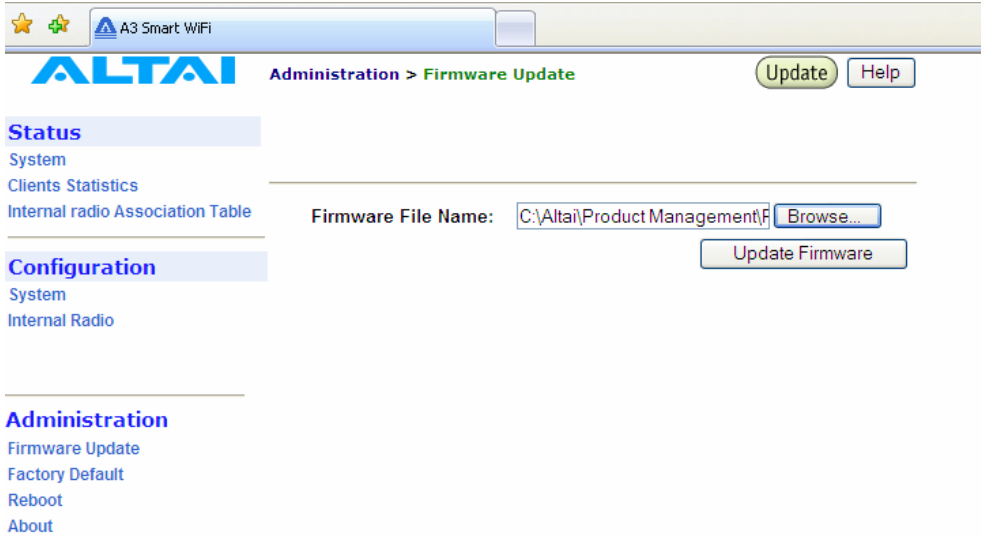 A3 Smart WiFi
ALTAI
Administration > Firmware Update
Update
Help
Status
System
Clients Statistics
Internal radio Association Table
Configuration
System
Internal Radio
Administration
Firmware Update
Factory Default
Reboot
About
Firmware File Name:
C:\Altai\Product Management\F
Browse...
Update Firmware